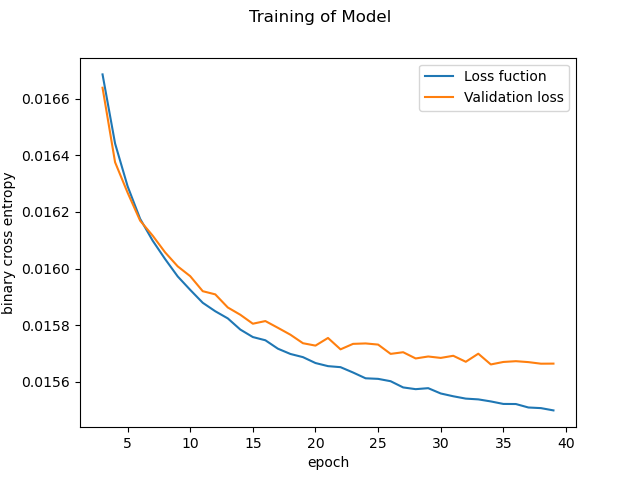 Training of Model
Loss fuction
Validation loss
0.0166
0.0164
0.0162
0.0160
0.0158
0.0156
binary cross entropy
5 10 15 20 25 30 35 40
epoch